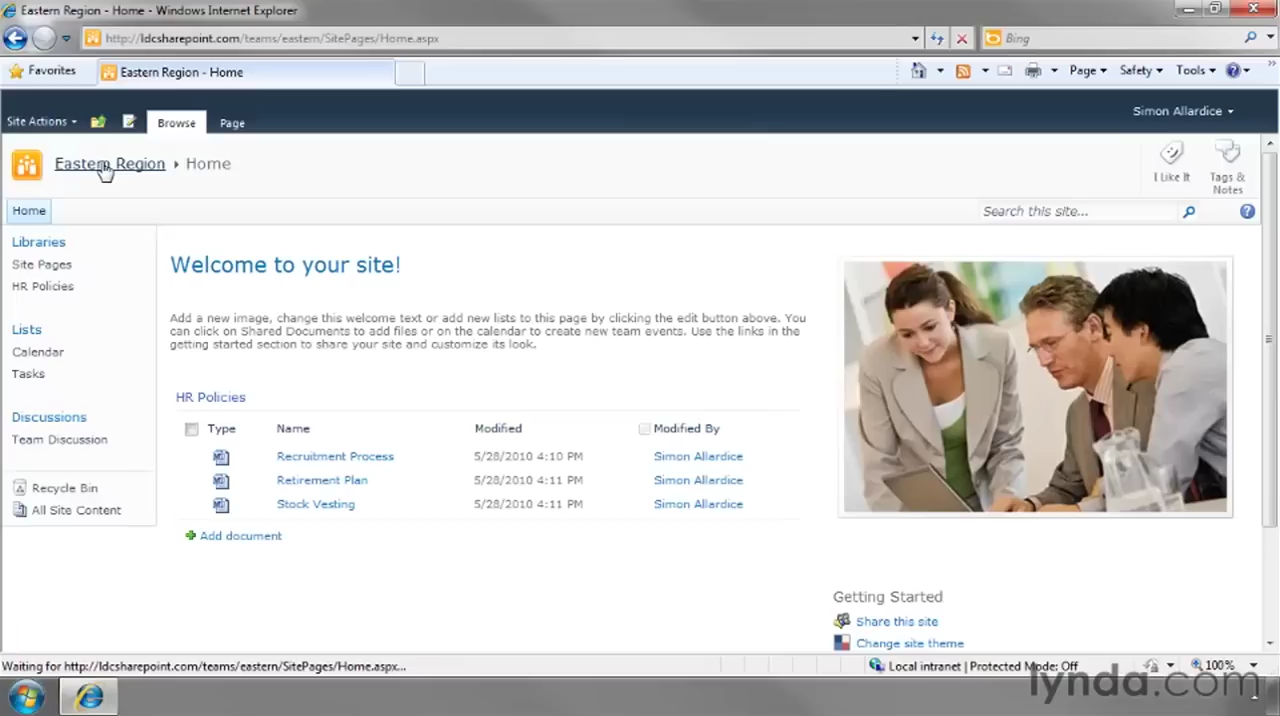 Eastern Region - Home - Windows Internet Explorer
http://ldcsharepoint.com/teams/eastern/SitePages/Home.aspx
Bing
Favorites
Eastern Region - Home
Page
Safety
Tools
Site Actions
Browse
Page
Simon Allardice
Eastern Region
Home
I Like It
Tags &
Notes
Home
Search this site...
Libraries
Site Pages
HR Policies
Lists
Calendar
Tasks
Discussions
Team Discussion
Recycle Bin
All Site Content
Welcome to your site!
Add a new image, change this welcome text or add new lists to this page by clicking the edit button above. You
can click on Shared Documents to add files or on the calendar to create new team events. Use the links in the
getting started section to share your site and customize its look.
HR Policies
Type Name Modified Modified By
Recruitment Process 5/28/2010 4:10 PM Simon Allardice
Retirement Plan 5/28/2010 4:11 PM Simon Allardice
Stock Vesting 5/28/2010 4:11 PM Simon Allardice
Add document
Getting Started
Share this site
Change site theme
Waiting for http://ldcsharepoint.com/teams/eastern/SitePages/Home.aspx...
Local intranet | Protected Mode: Off
100%
lynda.com